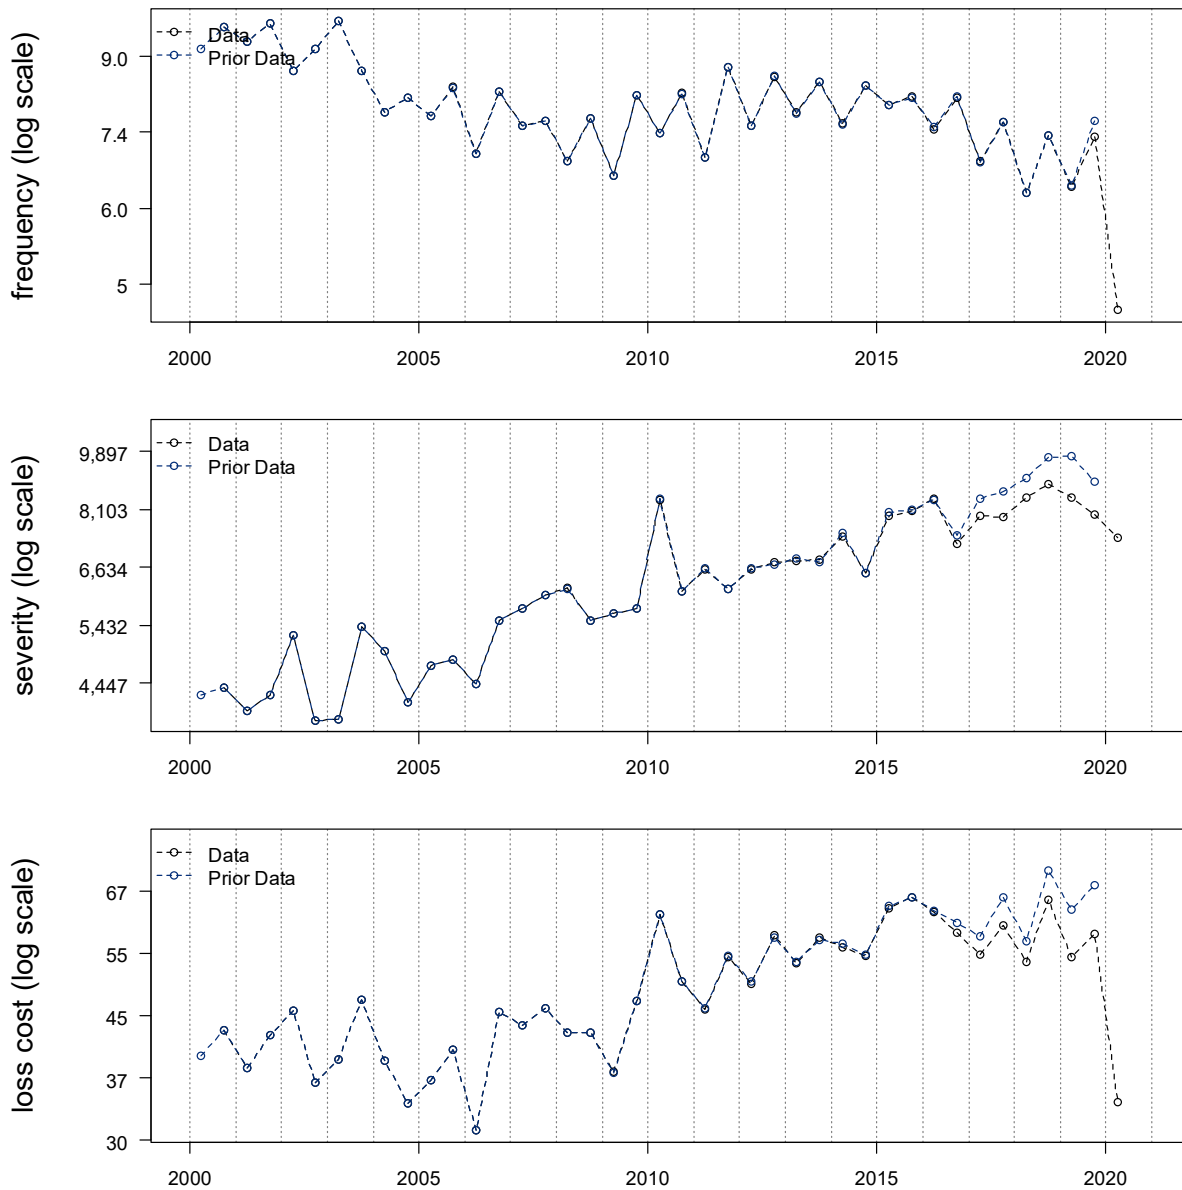 frequency (log scale)
9.0
7.4
6.0
5
Data
Prior Data
2000 2005 2010 2015 2020
severity (log scale)
9,897
8,103
6,634
5,432
4,447
Data
Prior Data
2000 2005 2010 2015 2020
loss cost (log scale)
67
55
45
37
30
Data
Prior Data
2000 2005 2010 2015 2020